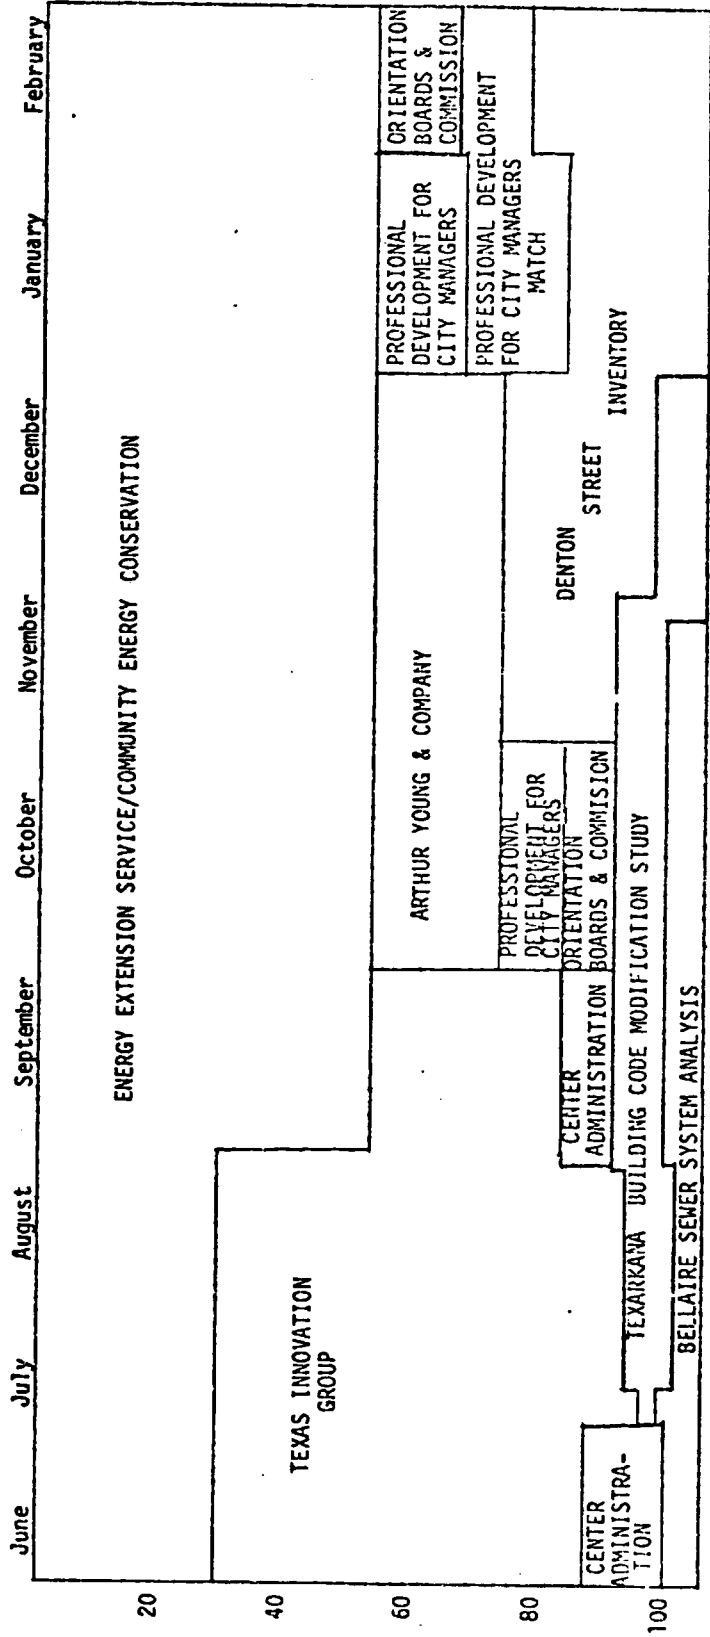 June July August September October November December January February
20
40
60
80
100
ENERGY EXTENSION SERVICE/COMMUNITY ENERGY CONSERVATION
TEXAS INNOVATION
GROUP
ARTHUR YOUNG & COMPANY
PROFESSIONAL
DEVELOPMENT FOR
CITY MANAGERS
ORIENTATION
BOARDS &
COMMISSION
PROFESSIONAL DEVELOPMENT
FOR CITY MANAGERS
MATCH
PROFESSIONAL
DEVELOPMENT FOR
CITY MANAGERS
ORIENTATION
BOARDS & COMMISION
DENTON
STREET
INVENTORY
CENTER
ADMINISTRATION
CENTER
ADMINISTRA-
TION
TEXARKANA BUILDING CODE MODIFICATION STUDY
BELLAIRE SEWER SYSTEM ANALYSIS